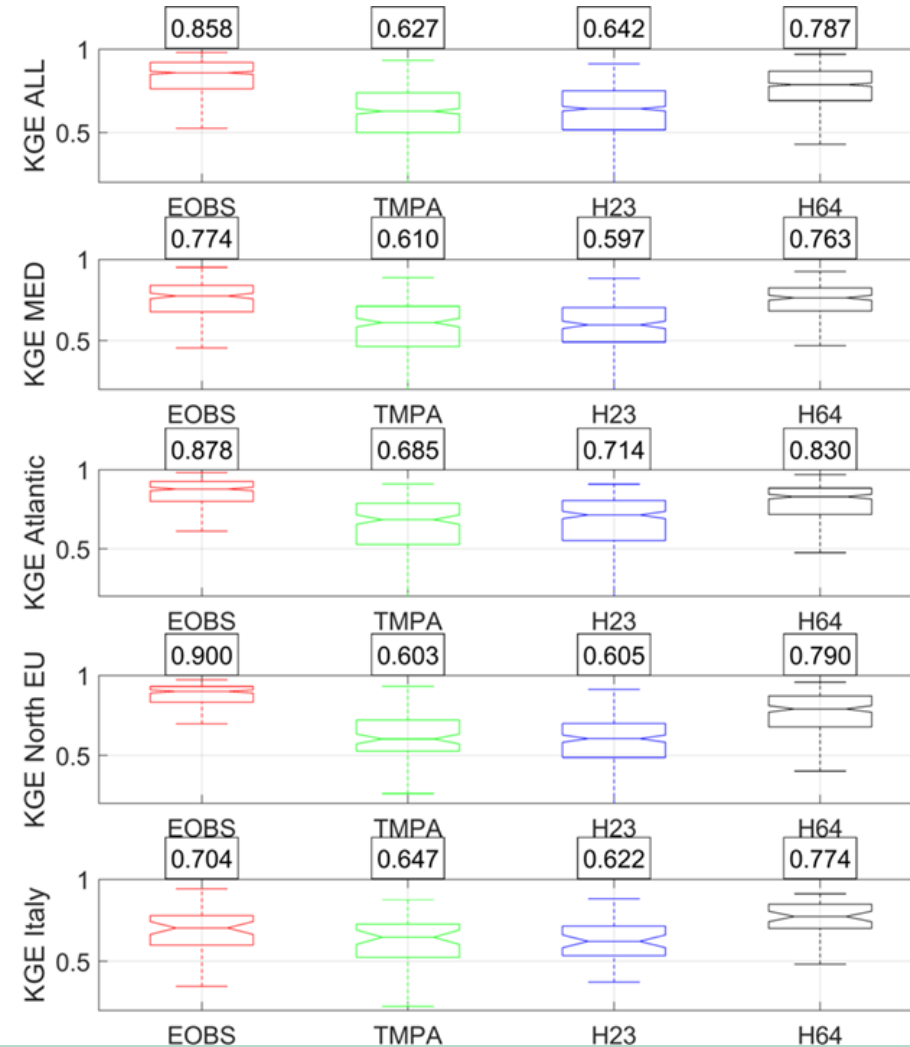 0.858 0.627 0.642 0.787
KGE ALL
1
0.5
EOBS TMPA H23 H64
0.774 0.610 0.597 0.763
KGE MED
1
0.5
EOBS TMPA H23 H64
0.878 0.685 0.714 0.830
KGE Atlantic
1
0.5
EOBS TMPA H23 H64
0.900 0.603 0.605 0.790
KGE North EU
1
0.5
EOBS TMPA H23 H64
0.704 0.647 0.622 0.774
KGE Italy
1
0.5
EOBS TMPA H23 H64